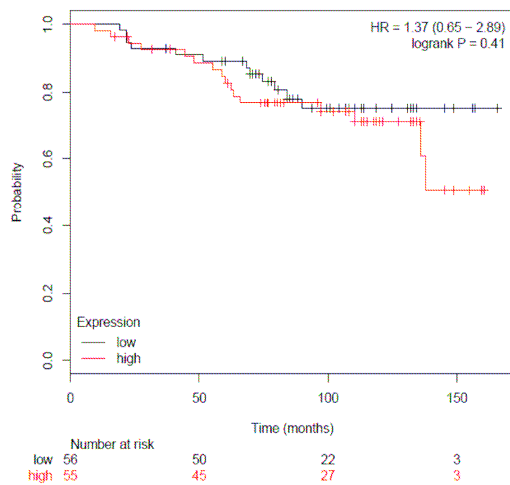 HR = 1.37 (0.65 – 2.89)
logrank P = 0.41
1.0
0.8
0.6
0.4
0.2
0.0
Probability
Expression
low
high
0 50 100 150
Time (months)
Number at risk
low 56 50 22 3
high 55 45 27 3